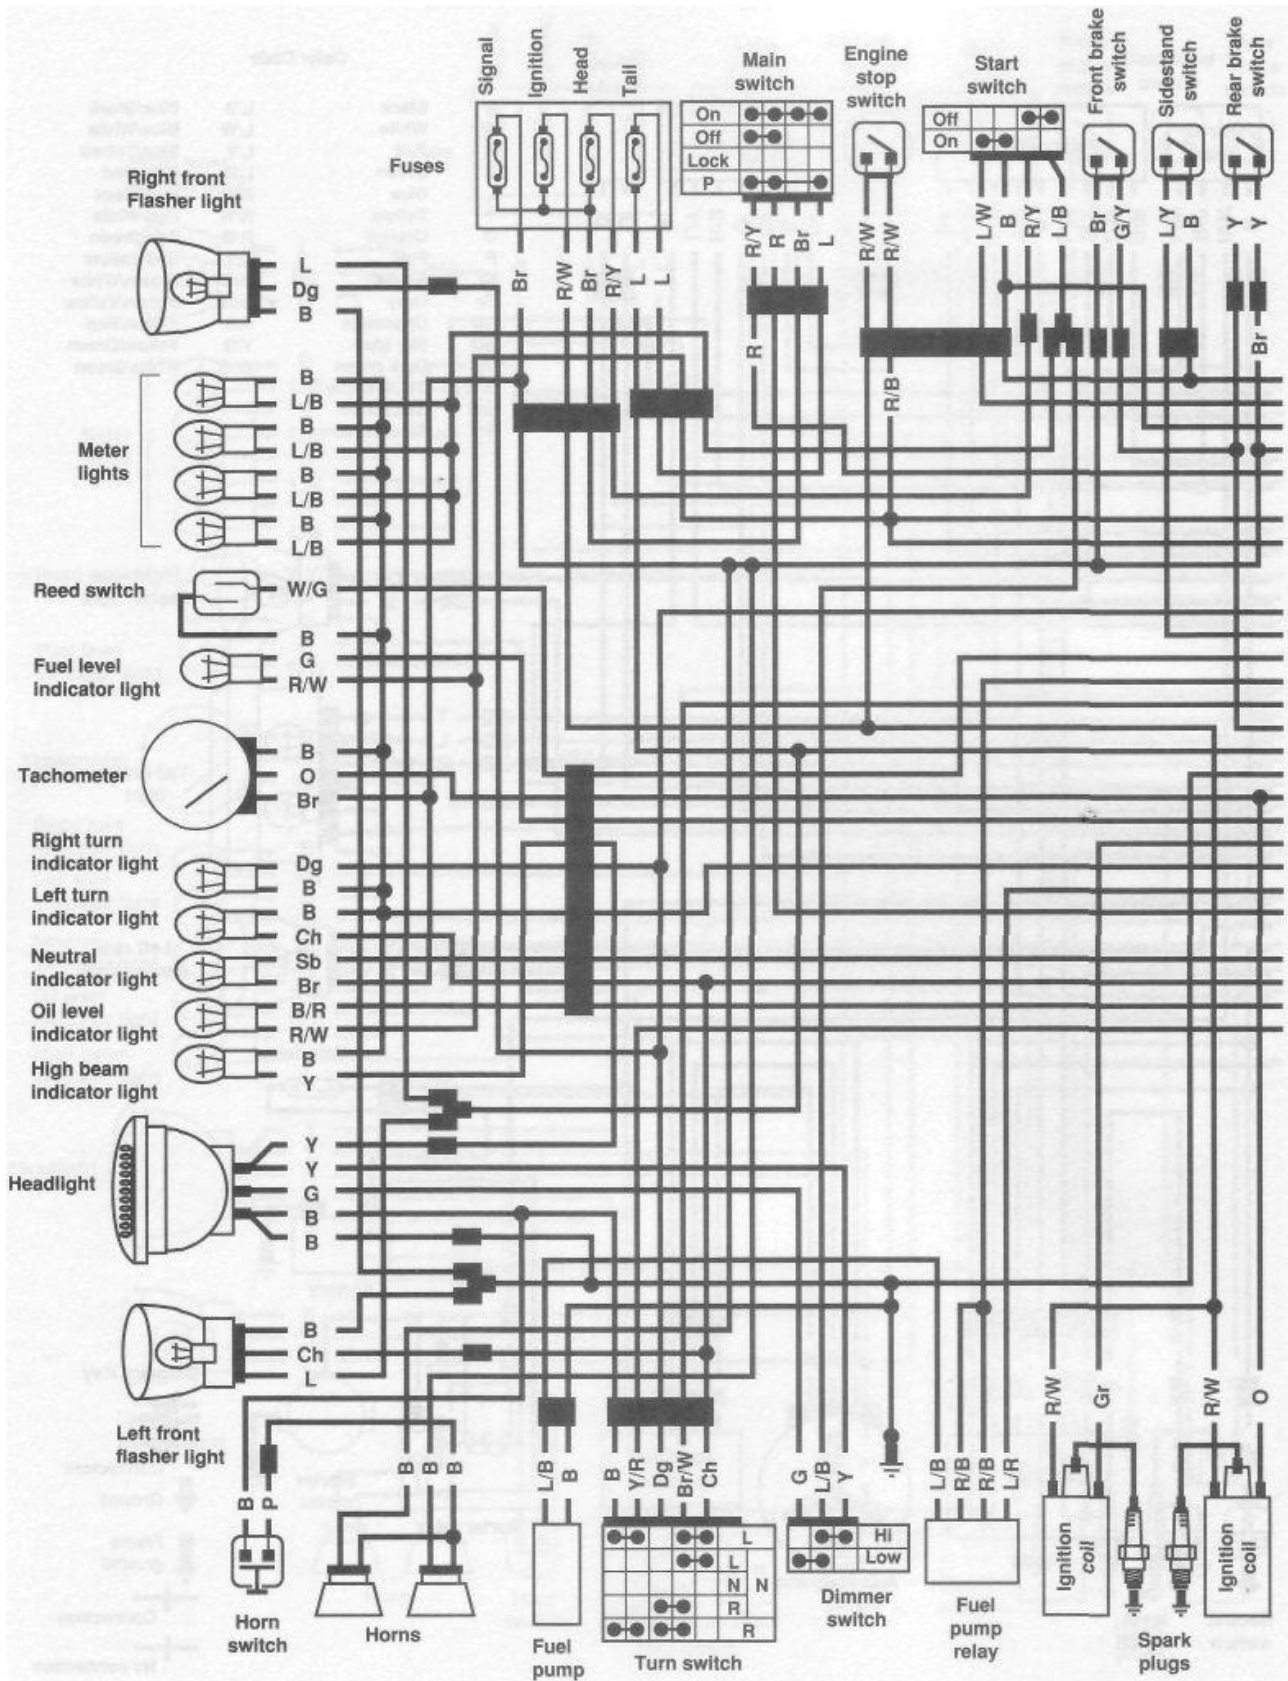 Signal
Ignition
Head
Tail
Fuses
Main
switch
On
Off
Lock
P
Engine
stop
switch
Start
switch
Off
On
Front brake
switch
Sidestand
switch
Rear brake
switch
Right front
Flasher light
L
Dg
B
Br
R/W
Br
R/Y
L
L
R/Y
R
Br
L
R/W
R/W
L/W
B
R/Y
L/B
Br
G/Y
L/Y
B
Y
Y
R
R/B
Br
Meter
lights
B
L/B
B
L/B
B
L/B
B
L/B
Reed switch
W/G
B
Fuel level
indicator light
G
R/W
Tachometer
B
O
Br
Right turn
indicator light
Dg
B
Left turn
indicator light
B
Ch
Neutral
indicator light
Sb
Br
Oil level
indicator light
B/R
R/W
High beam
indicator light
B
Y
Headlight
Y
Y
G
B
B
B
Ch
L
Left front
flasher light
B
P
B
B
B
L/B
B
B
Y/R
Dg
Br/W
Ch
G
L/B
Y
L/B
R/B
R/B
L/R
R/W
Gr
R/W
O
Horn
switch
Horns
Fuel
pump
L
L
N
N
R
R
Turn switch
Hi
Low
Dimmer
switch
Fuel
pump
relay
Ignition
coil
Spark
plugs
Ignition
coil